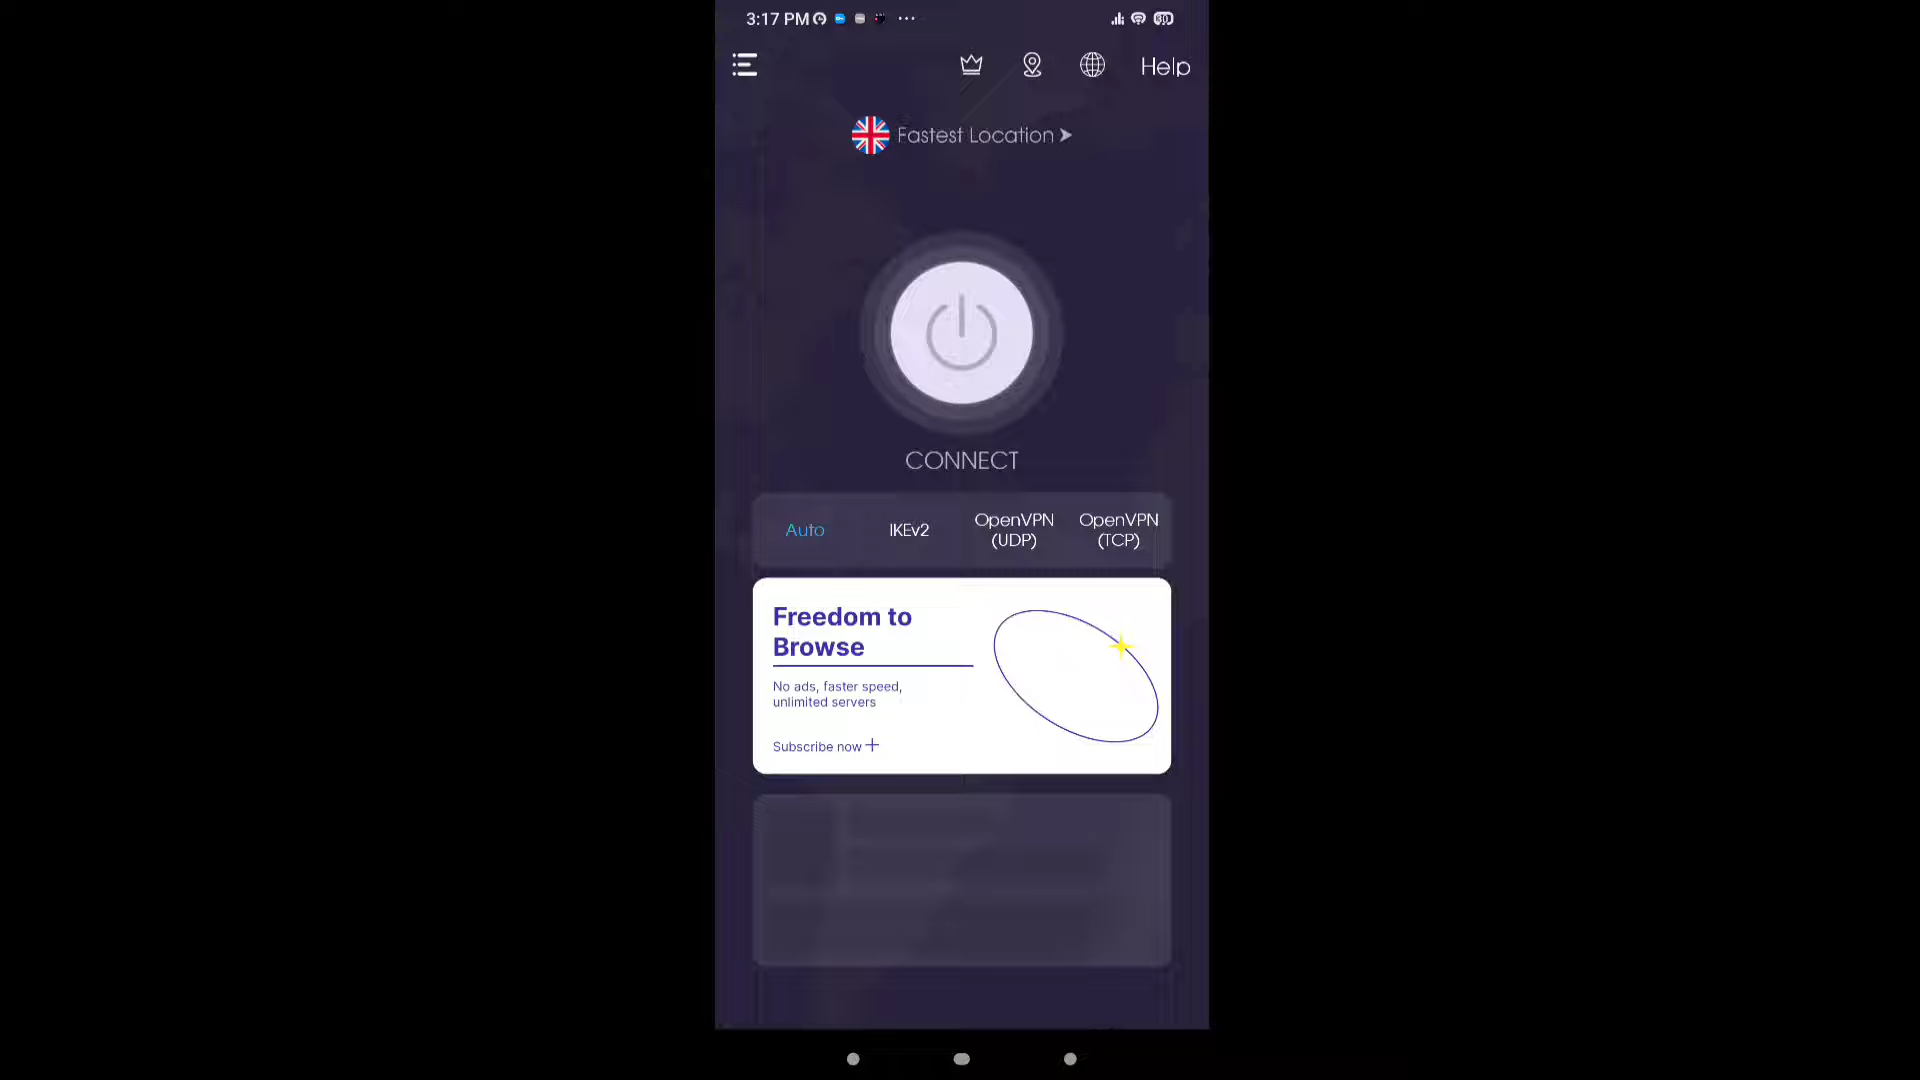 3:17 PM
Help
Fastest Location
CONNECT
Auto
IKEv2
OpenVPN
(UDP)
OpenVPN
(TCP)
Freedom to
Browse
No ads, faster speed,
unlimited servers
Subscribe now +